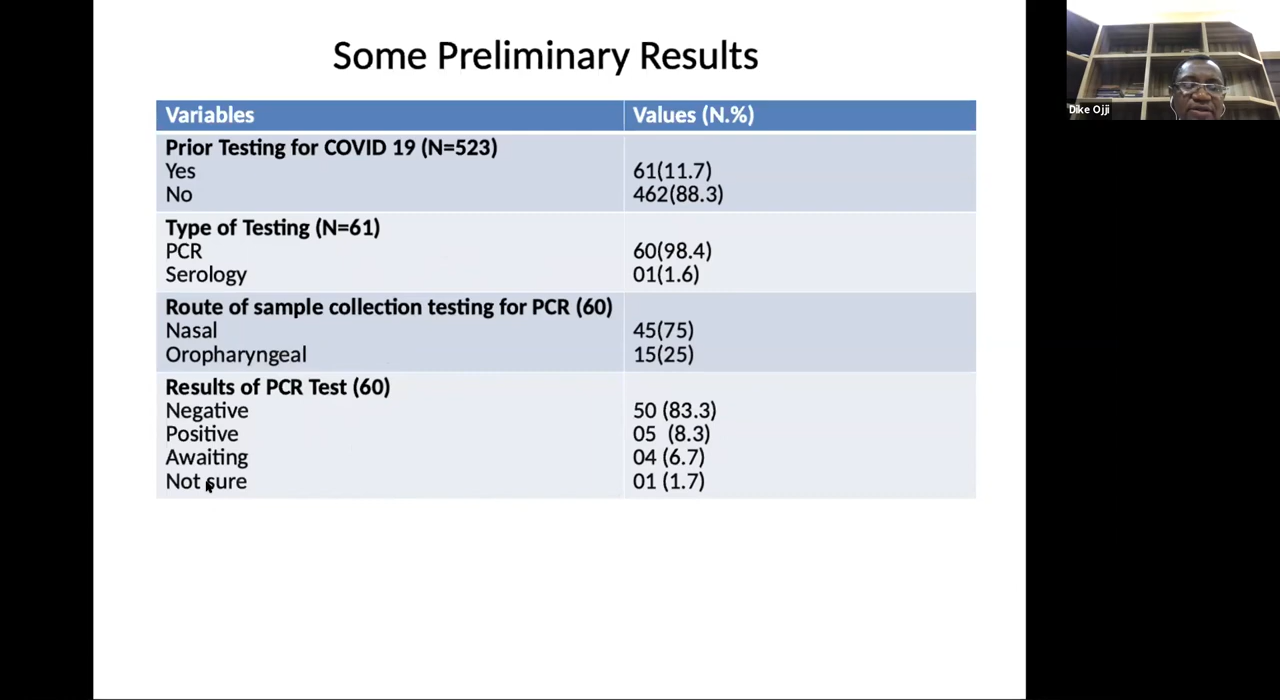 Some Preliminary Results
Variables Values (N.%)
Prior Testing for COVID 19 (N=523)
Yes 61(11.7)
No 462(88.3)
Type of Testing (N=61)
PCR 60(98.4)
Serology 01(1.6)
Route of sample collection testing for PCR (60)
Nasal 45(75)
Oropharyngeal 15(25)
Results of PCR Test (60)
Negative 50 (83.3)
Positive 05 (8.3)
Awaiting 04 (6.7)
Not sure 01 (1.7)
Dike Ojji